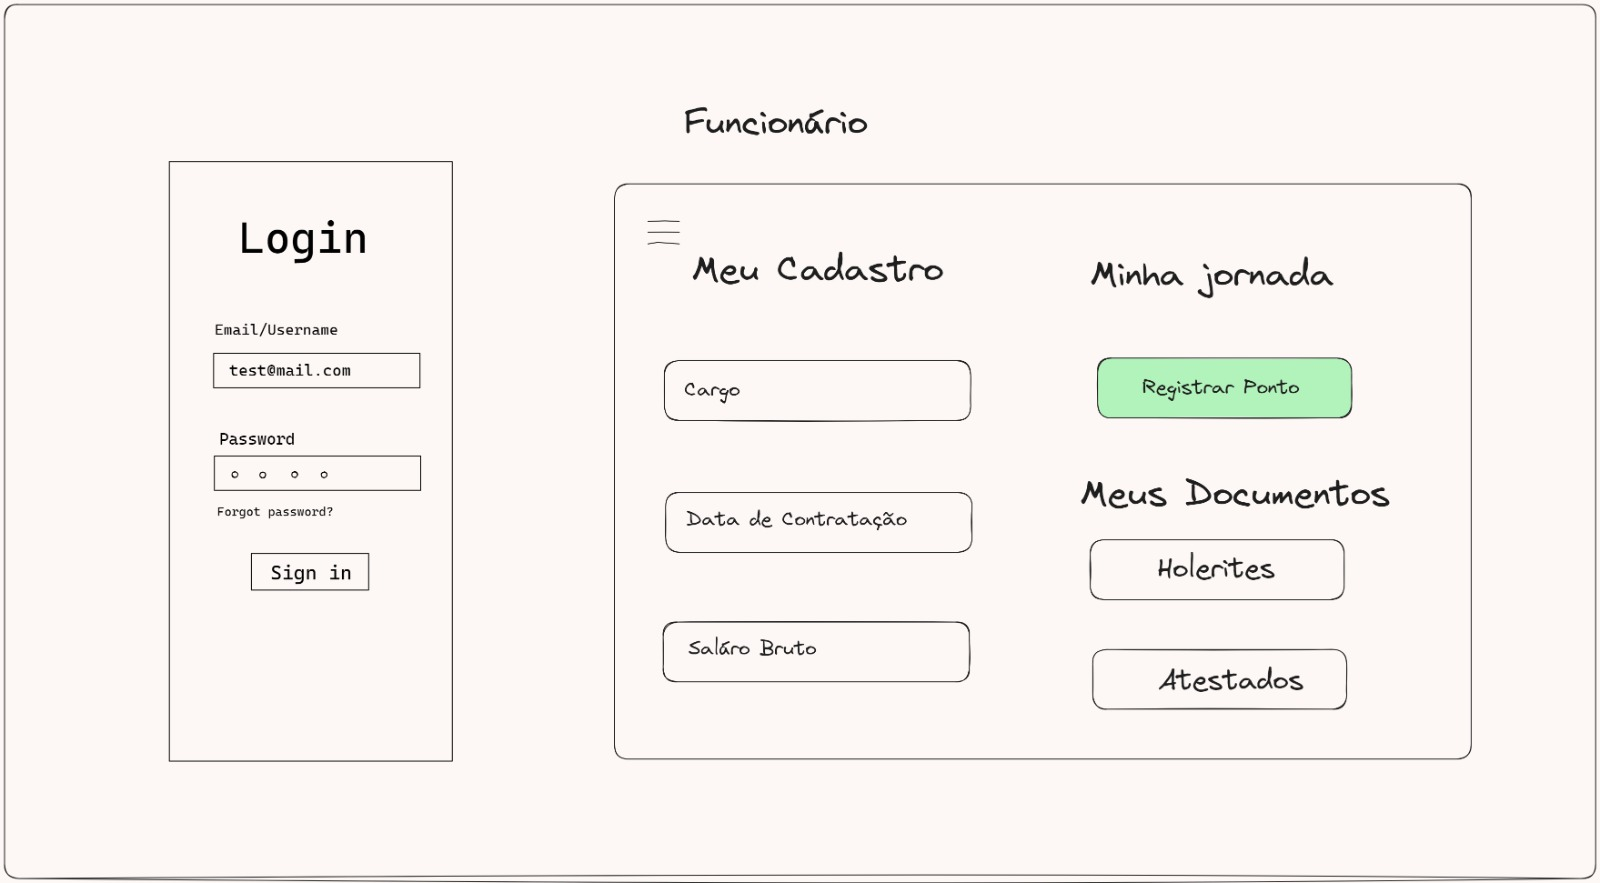 Funcionário
Login
Email/Username
test@mail.com
Password
Forgot password?
Sign in
Meu Cadastro
Cargo
Data de Contratação
Saláro Bruto
Minha jornada
Registrar Ponto
Meus Documentos
Holerites
Atestados